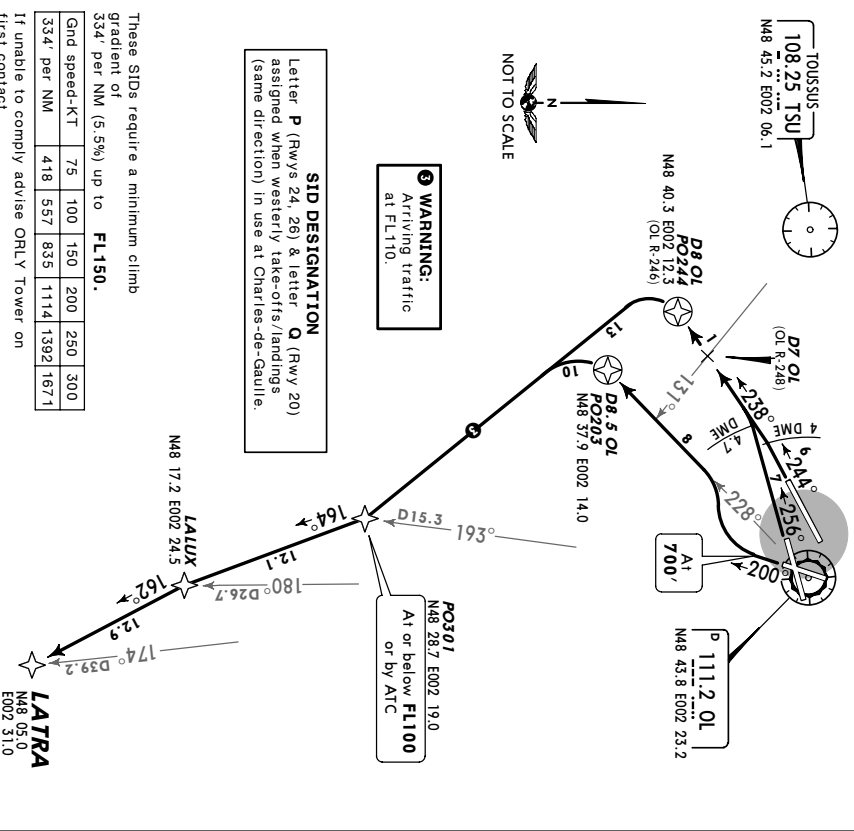 TOUSSUS
108.25 TSU
N48 45.2 E002 06.1
NOT TO SCALE
N
D8 OL
PO244
(OL R-246)
N48 40.3 E002 12.3
D7 OL
(OL R-248)
1
238°
4 DME
4.7
DME
6
244°
7
256°
131°
8
228°
200°
At
700'
P 111.2 OL
N48 43.8 E002 23.2
D8.5 OL
PO203
N48 37.9 E002 14.0
13
10
3
3 WARNING:
Arriving traffic
at FL110.
SID DESIGNATION
Letter P (Rwys 24, 26) & letter Q (Rwy 20)
assigned when westerly take-offs/landings
(same direction) in use at Charles-de-Gaulle.
D15.3
193°
PO301
N48 28.7 E002 19.0
At or below FL100
or by ATC
164°
12.1
180°
D26.7
LALUX
N48 17.2 E002 24.5
162°
12.9
174°
D39.2
LATRA
N48 05.0
E002 31.0
These SIDs require a minimum climb
gradient of
334' per NM (5.5%) up to FL150.
Gnd speed-KT 75 100 150 200 250 300
334' per NM 418 557 835 1114 1392 1671
If unable to comply advise ORLY Tower on
first contact